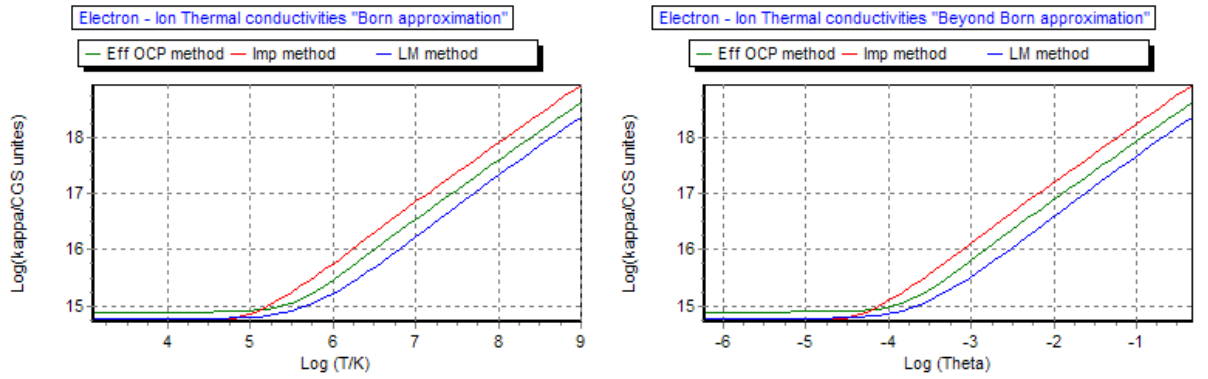 Electron - Ion Thermal conductivities "Born approximation"
Eff OCP method Imp method LM method
Log(kappa/CGS unites)
18
17
16
15
4 5 6 7 8 9
Log (T/K)
Electron - Ion Thermal conductivities "Beyond Born approximation"
Eff OCP method Imp method LM method
Log(kappa/CGS unites)
18
17
16
15
-6 -5 -4 -3 -2 -1
Log (Theta)